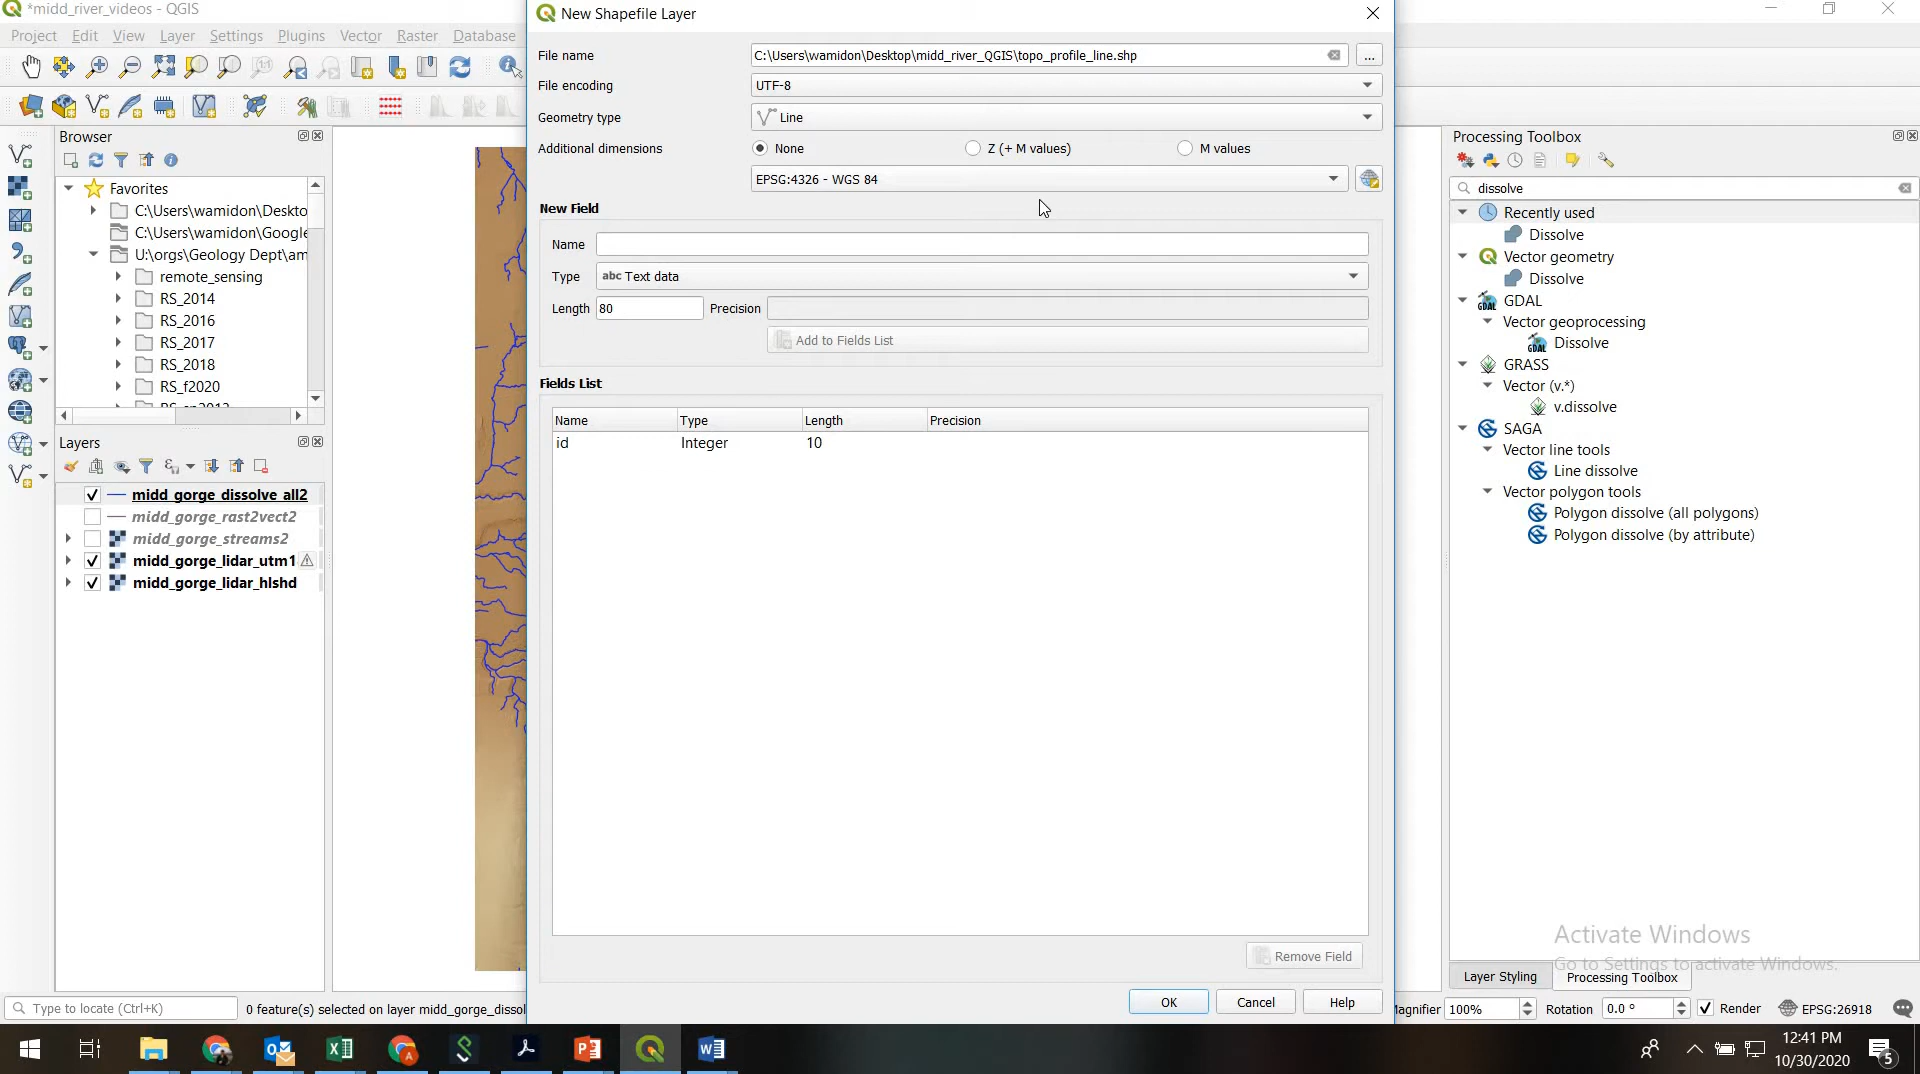 *midd_river_videos - QGIS
Project Edit View Layer Settings Plugins Vector Raster Database
New Shapefile Layer
File name C:\Users\wamidon\Desktop\midd_river_QGIS\topo_profile_line.shp ...
File encoding UTF-8
Geometry type Line
Additional dimensions None Z (+ M values) M values
EPSG:4326 - WGS 84
New Field
Name
Type abc Text data
Length 80 Precision
Add to Fields List
Fields List
Name Type Length Precision
id Integer 10
Remove Field
OK Cancel Help
Browser
Favorites
C:\Users\wamidon\Deskto
C:\Users\wamidon\Google
U:\orgs\Geology Dept\am
remote_sensing
RS_2014
RS_2016
RS_2017
RS_2018
RS_f2020
Layers
midd_gorge_dissolve_all2
midd_gorge_rast2vect2
midd_gorge_streams2
midd_gorge_lidar_utm1
midd_gorge_lidar_hlshd
Processing Toolbox
dissolve
Recently used
Dissolve
Vector geometry
Dissolve
GDAL
Vector geoprocessing
Dissolve
GRASS
Vector (v.*)
v.dissolve
SAGA
Vector line tools
Line dissolve
Vector polygon tools
Polygon dissolve (all polygons)
Polygon dissolve (by attribute)
Activate Windows
Go to Settings to activate Windows.
Layer Styling Processing Toolbox
Type to locate (Ctrl+K) 0 feature(s) selected on layer midd_gorge_dissol
agnifier 100% Rotation 0.0 ° Render EPSG:26918
12:41 PM
10/30/2020
5